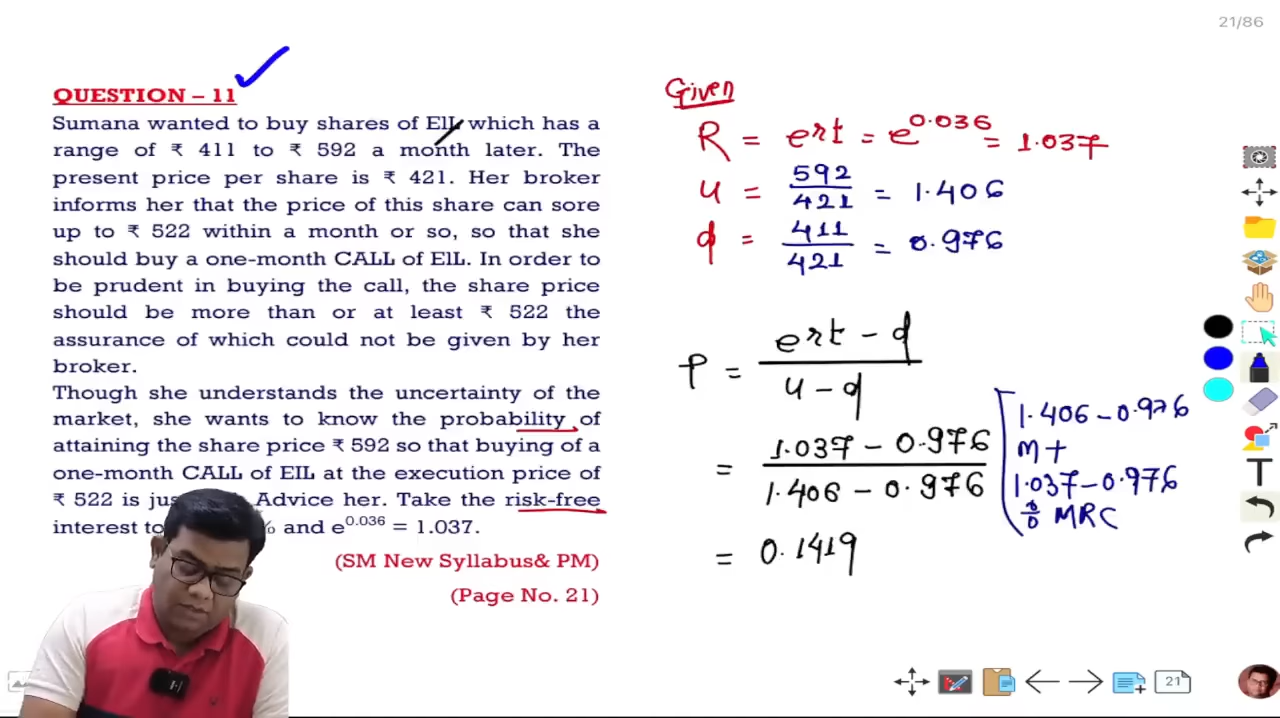 21/86
QUESTION – 11
Sumana wanted to buy shares of EIL which has a
range of ₹ 411 to ₹ 592 a month later. The
present price per share is ₹ 421. Her broker
informs her that the price of this share can sore
up to ₹ 522 within a month or so, so that she
should buy a one-month CALL of EIL. In order to
be prudent in buying the call, the share price
should be more than or at least ₹ 522 the
assurance of which could not be given by her
broker.
Though she understands the uncertainty of the
market, she wants to know the probability of
attaining the share price ₹ 592 so that buying of a
one-month CALL of EIL at the execution price of
₹ 522 is Advice her. Take the risk-free
interest % and e^0.036 = 1.037.
(SM New Syllabus& PM)
(Page No. 21)
Given
R = e^rt = e^0.036 = 1.037
u = 592/421 = 1.406
d = 411/421 = 0.976
P = (e^rt - d)/(u - d)
= (1.037 - 0.976)/(1.406 - 0.976)
= 0.1419
1.406 - 0.976
M+
1.037 - 0.976
÷ MRC
21